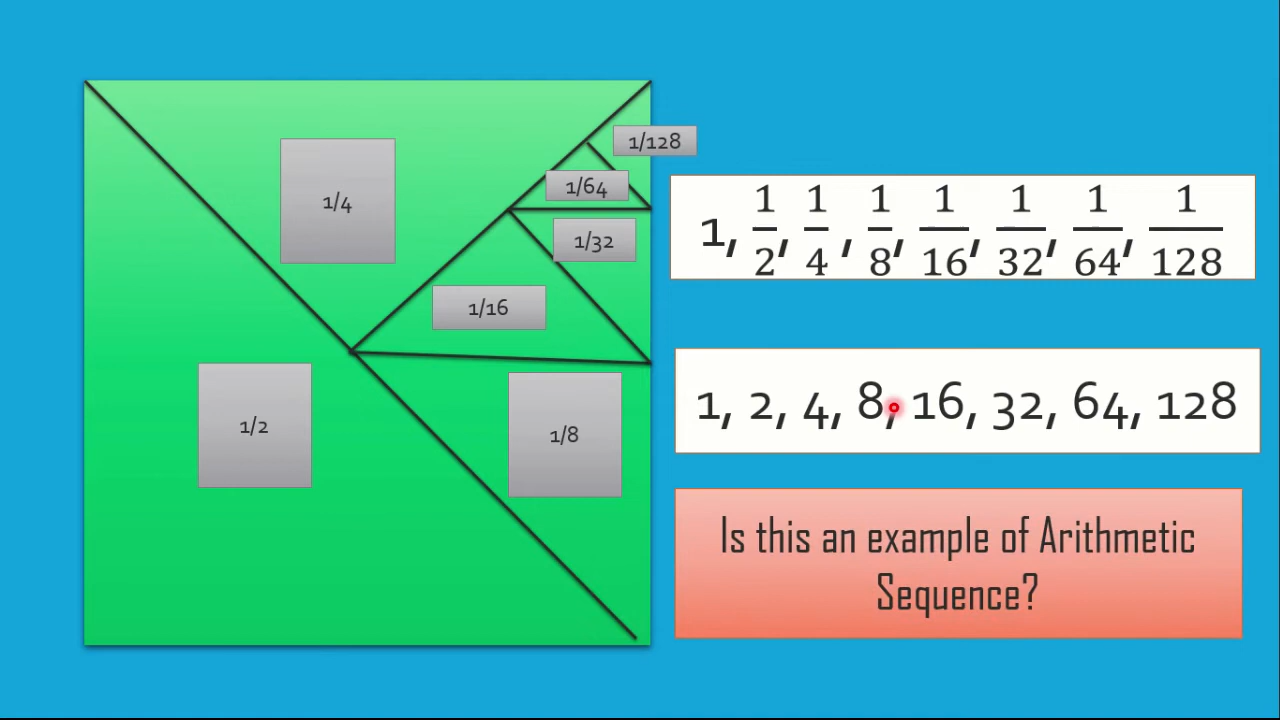 1/128
1/64
1/4
1/32
1/16
1/2
1/8
1, 1/2, 1/4, 1/8, 1/16, 1/32, 1/64, 1/128
1, 2, 4, 8, 16, 32, 64, 128
Is this an example of Arithmetic
Sequence?